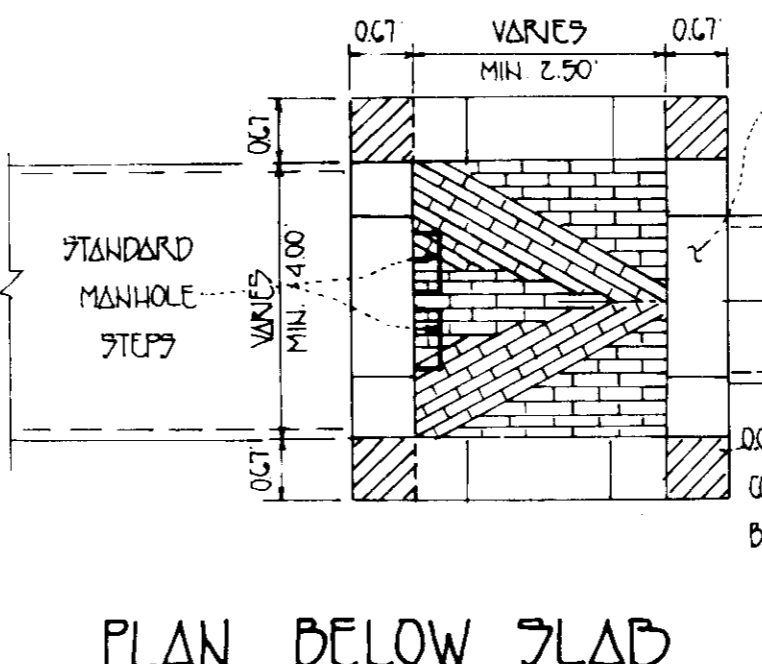 0.67'
VARIES
0.67'
MIN. 2.50'
0.67'
STANDARD
MANHOLE
STEPS
VARIES
MIN. 4.00'
0.67'
PLAN BELOW SLAB